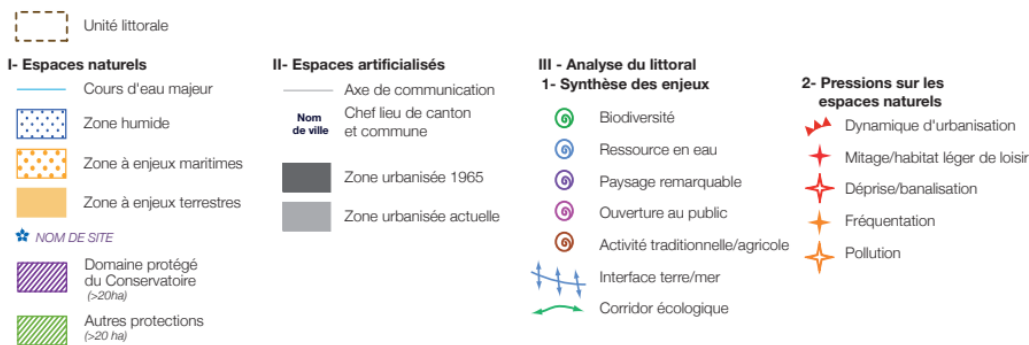 Unité littorale
I- Espaces naturels
Cours d'eau majeur
Zone humide
Zone à enjeux maritimes
Zone à enjeux terrestres
NOM DE SITE
Domaine protégé
du Conservatoire
(>20ha)
Autres protections
(>20 ha)
II- Espaces artificialisés
Axe de communication
Nom
de ville
Chef lieu de canton
et commune
Zone urbanisée 1965
Zone urbanisée actuelle
III - Analyse du littoral
1- Synthèse des enjeux
Biodiversité
Ressource en eau
Paysage remarquable
Ouverture au public
Activité traditionnelle/agricole
Interface terre/mer
Corridor écologique
2- Pressions sur les
espaces naturels
Dynamique d'urbanisation
Mitage/habitat léger de loisir
Déprise/banalisation
Fréquentation
Pollution